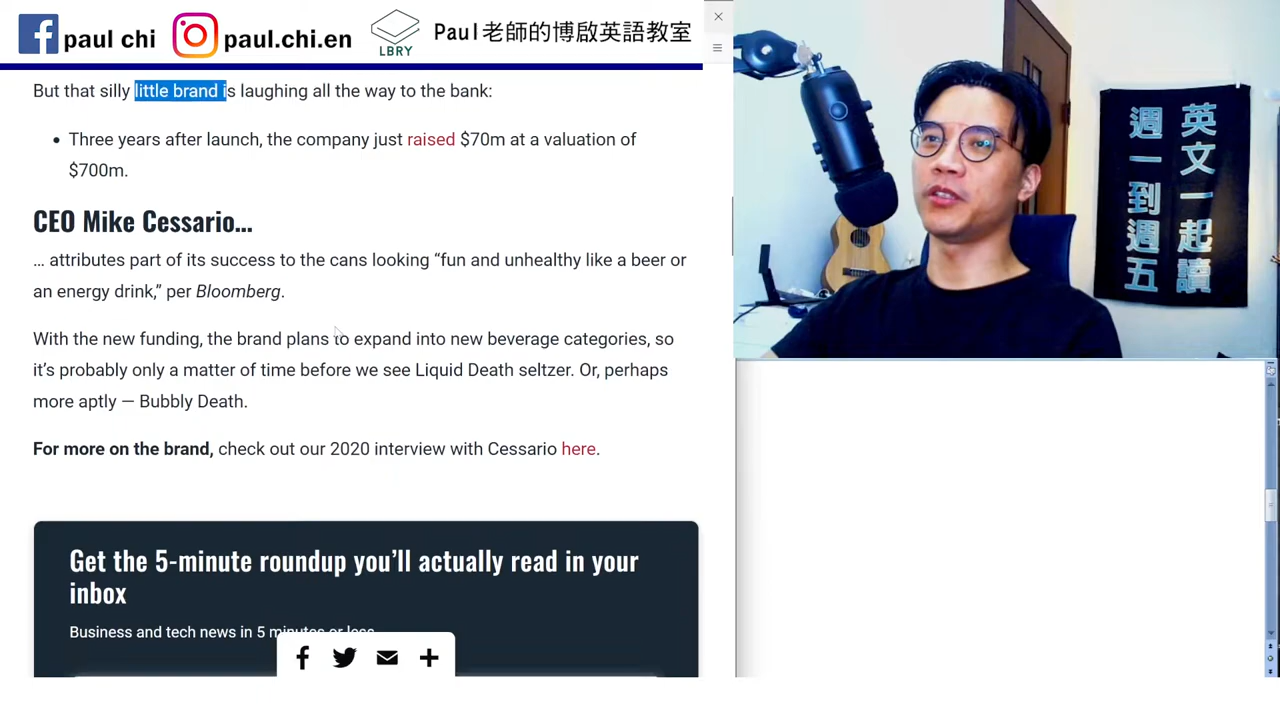 paul chi
paul.chi.en
LBRY
Paul老師的博啟英語教室
But that silly little brand is laughing all the way to the bank:
• Three years after launch, the company just raised $70m at a valuation of
$700m.
CEO Mike Cessario...
... attributes part of its success to the cans looking “fun and unhealthy like a beer or
an energy drink,” per Bloomberg.
With the new funding, the brand plans to expand into new beverage categories, so
it’s probably only a matter of time before we see Liquid Death seltzer. Or, perhaps
more aptly — Bubbly Death.
For more on the brand, check out our 2020 interview with Cessario here.
Get the 5-minute roundup you’ll actually read in your
inbox
Business and tech news in 5 minutes or less
英文一起讀
週一到週五